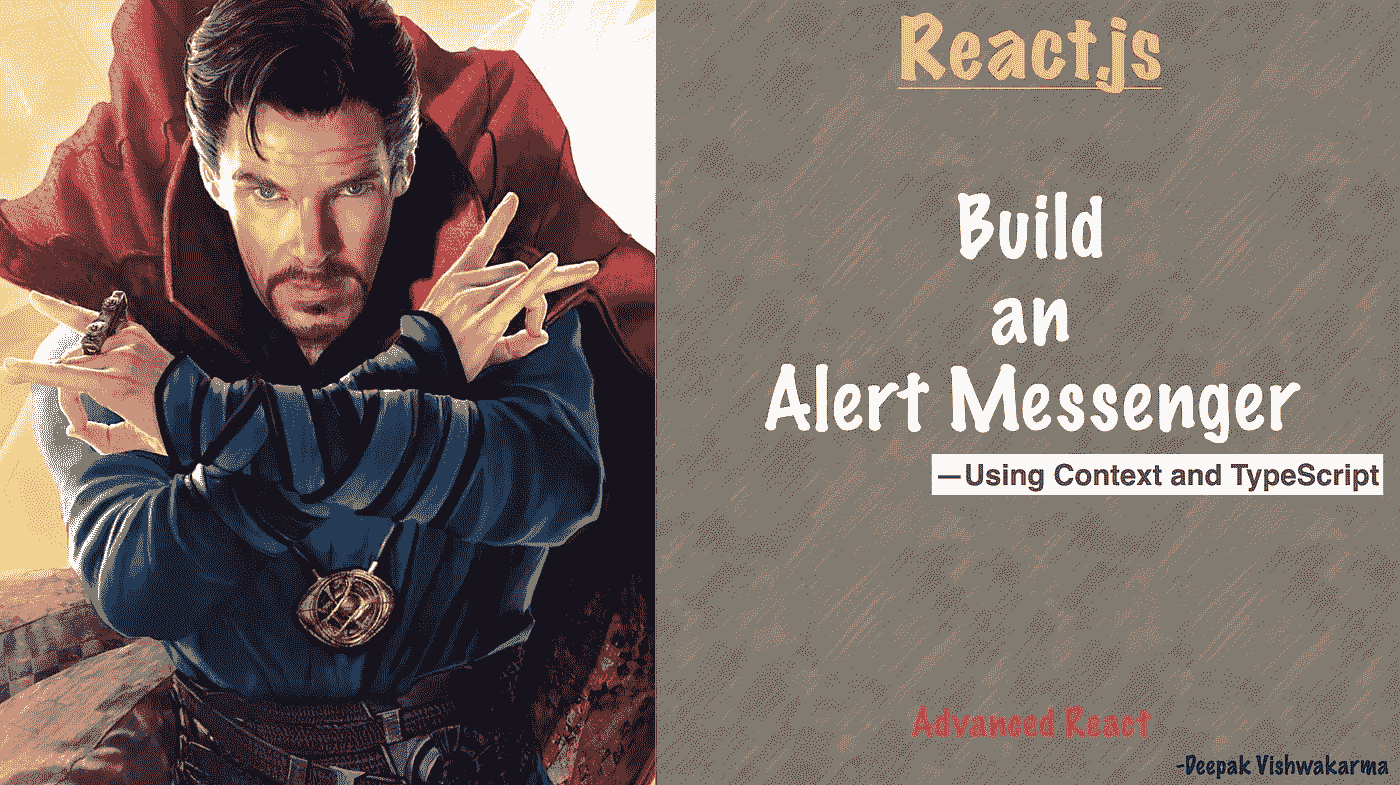 React.js
Build
an
Alert Messenger
—Using Context and TypeScript
Advanced React
-Deepak Vishwakarma